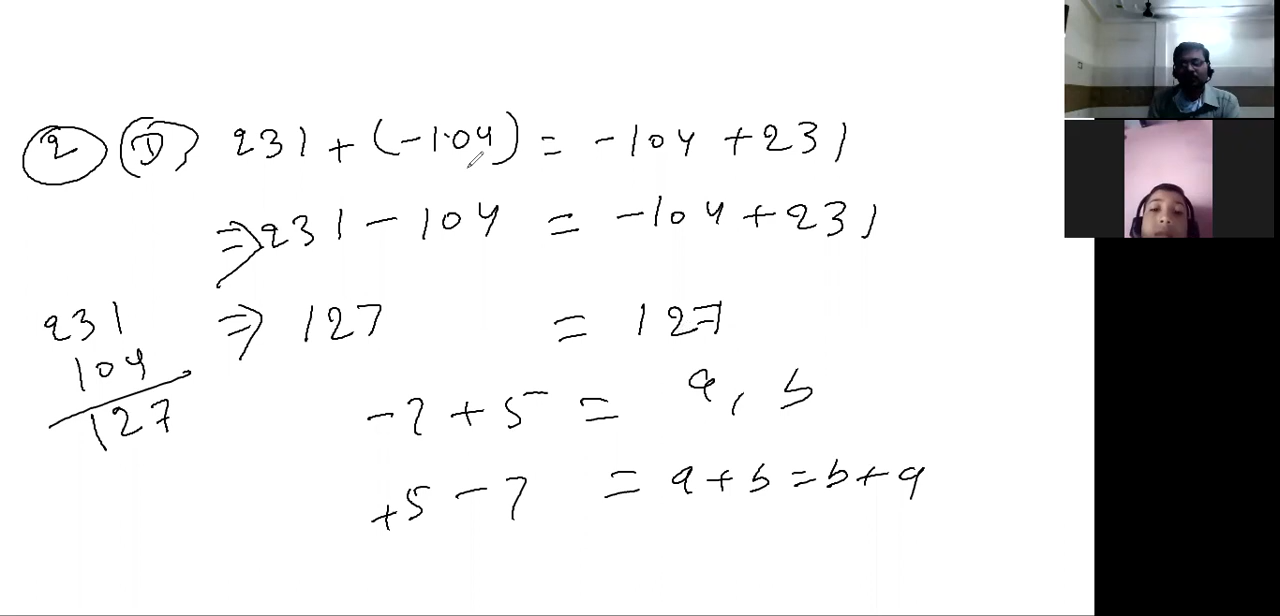 2 (D) 231 + (-104) = -104 + 231
⇒ 231 - 104 = -104 + 231
⇒ 127 = 127
231
104
127
a, b
-7 + 5 =
+5 - 7 = a + b = b + a